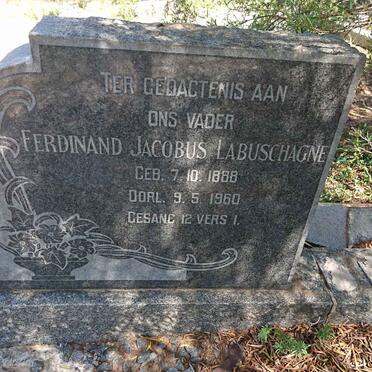 TER GEDACTENIS AAN
ONS VADER
FERDINAND JACOBUS LABUSCHAGNE
GEB. 7.10.1888
OORL. 9.5.1960
GESANG 12 VERS 1.